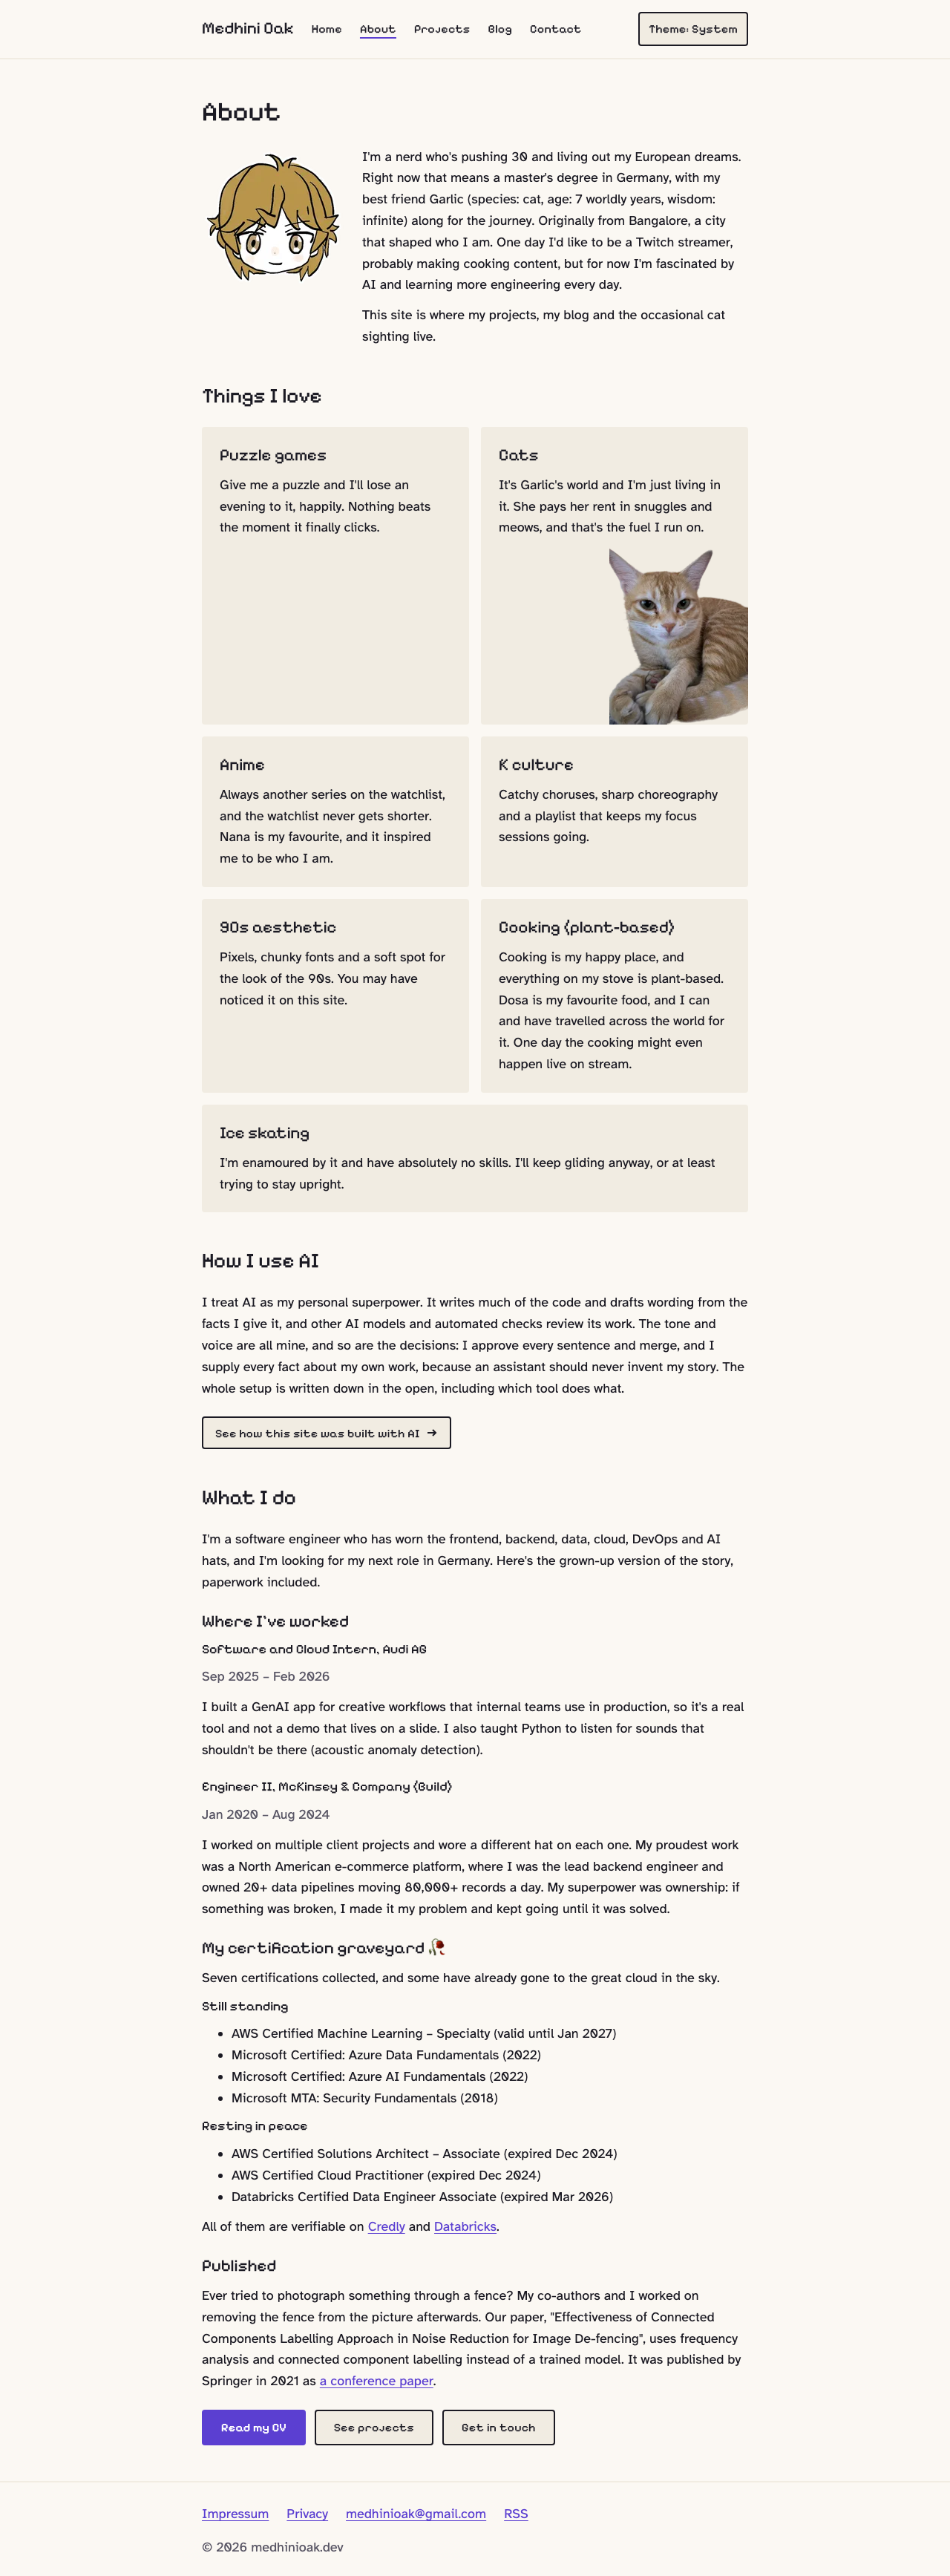 Medhini Oak Home About Projects Blog Contact Theme: System
About
I'm a nerd who's pushing 30 and living out my European dreams.
Right now that means a master's degree in Germany, with my
best friend Garlic (species: cat, age: 7 worldly years, wisdom:
infinite) along for the journey. Originally from Bangalore, a city
that shaped who I am. One day I'd like to be a Twitch streamer,
probably making cooking content, but for now I'm fascinated by
AI and learning more engineering every day.
This site is where my projects, my blog and the occasional cat
sighting live.
Things I love
Puzzle games
Give me a puzzle and I'll lose an
evening to it, happily. Nothing beats
the moment it finally clicks.
Cats
It's Garlic's world and I'm just living in
it. She pays her rent in snuggles and
meows, and that's the fuel I run on.
Anime
Always another series on the watchlist,
and the watchlist never gets shorter.
Nana is my favourite, and it inspired
me to be who I am.
K culture
Catchy choruses, sharp choreography
and a playlist that keeps my focus
sessions going.
90s aesthetic
Pixels, chunky fonts and a soft spot for
the look of the 90s. You may have
noticed it on this site.
Cooking (plant-based)
Cooking is my happy place, and
everything on my stove is plant-based.
Dosa is my favourite food, and I can
and have travelled across the world for
it. One day the cooking might even
happen live on stream.
Ice skating
I'm enamoured by it and have absolutely no skills. I'll keep gliding anyway, or at least
trying to stay upright.
How I use AI
I treat AI as my personal superpower. It writes much of the code and drafts wording from the
facts I give it, and other AI models and automated checks review its work. The tone and
voice are all mine, and so are the decisions: I approve every sentence and merge, and I
supply every fact about my own work, because an assistant should never invent my story. The
whole setup is written down in the open, including which tool does what.
See how this site was built with AI →
What I do
I'm a software engineer who has worn the frontend, backend, data, cloud, DevOps and AI
hats, and I'm looking for my next role in Germany. Here's the grown-up version of the story,
paperwork included.
Where I've worked
Software and Cloud Intern, Audi AG
Sep 2025 – Feb 2026
I built a GenAI app for creative workflows that internal teams use in production, so it's a real
tool and not a demo that lives on a slide. I also taught Python to listen for sounds that
shouldn't be there (acoustic anomaly detection).
Engineer II, McKinsey & Company (Build)
Jan 2020 – Aug 2024
I worked on multiple client projects and wore a different hat on each one. My proudest work
was a North American e-commerce platform, where I was the lead backend engineer and
owned 20+ data pipelines moving 80,000+ records a day. My superpower was ownership: if
something was broken, I made it my problem and kept going until it was solved.
My certification graveyard 🥀
Seven certifications collected, and some have already gone to the great cloud in the sky.
Still standing
• AWS Certified Machine Learning – Specialty (valid until Jan 2027)
• Microsoft Certified: Azure Data Fundamentals (2022)
• Microsoft Certified: Azure AI Fundamentals (2022)
• Microsoft MTA: Security Fundamentals (2018)
Resting in peace
• AWS Certified Solutions Architect – Associate (expired Dec 2024)
• AWS Certified Cloud Practitioner (expired Dec 2024)
• Databricks Certified Data Engineer Associate (expired Mar 2026)
All of them are verifiable on Credly and Databricks.
Published
Ever tried to photograph something through a fence? My co-authors and I worked on
removing the fence from the picture afterwards. Our paper, "Effectiveness of Connected
Components Labelling Approach in Noise Reduction for Image De-fencing", uses frequency
analysis and connected component labelling instead of a trained model. It was published by
Springer in 2021 as a conference paper.
Read my CV See projects Get in touch
Impressum Privacy medhinioak@gmail.com RSS
© 2026 medhinioak.dev